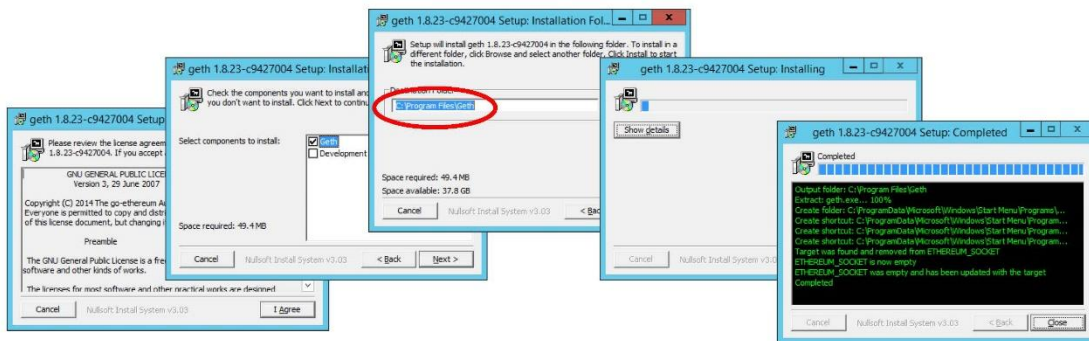 geth 1.8.23-c9427004 Setup
Please review the license agreem
1.8.23-c9427004. If you accept
GNU GENERAL PUBLIC LICE
Version 3, 29 June 2007
Copyright (C) 2014 The go-ethereum Au
Everyone is permitted to copy and distri
of this license document, but changing i
Preamble
The GNU General Public License is a fre
software and other kinds of works.
The licenses for most software and other practical works are designed
Cancel
Nullsoft Install System v3.03
I Agree
geth 1.8.23-c9427004 Setup: Installati
Check the components you want to install and
you don't want to install. Click Next to continu
Select components to install:
Geth
Development
Space required: 49.4MB
Cancel
Nullsoft Install System v3.03
< Back
Next >
geth 1.8.23-c9427004 Setup: Installation Fol...
Setup will install geth 1.8.23-c9427004 in the following folder. To install in a
different folder, click Browse and select another folder. Click Install to start
the installation.
Destination Folder
C:\Program Files\Geth
Space required: 49.4MB
Space available: 37.8 GB
Cancel
Nullsoft Install System v3.03
< Bac
geth 1.8.23-c9427004 Setup: Installing
Show details
Cancel
Nullsoft Install System v3.0
geth 1.8.23-c9427004 Setup: Completed
Completed
Output folder: C:\Program Files\Geth
Extract: geth.exe... 100%
Create folder: C:\ProgramData\Microsoft\Windows\Start Menu\Programs\...
Create shortcut: C:\ProgramData\Microsoft\Windows\Start Menu\Program...
Create shortcut: C:\ProgramData\Microsoft\Windows\Start Menu\Program...
Create shortcut: C:\ProgramData\Microsoft\Windows\Start Menu\Program...
Target was found and removed from ETHEREUM_SOCKET
ETHEREUM_SOCKET is now empty
ETHEREUM_SOCKET was empty and has been updated with the target
Completed
Cancel
Nullsoft Install System v3.03
< Back
Close